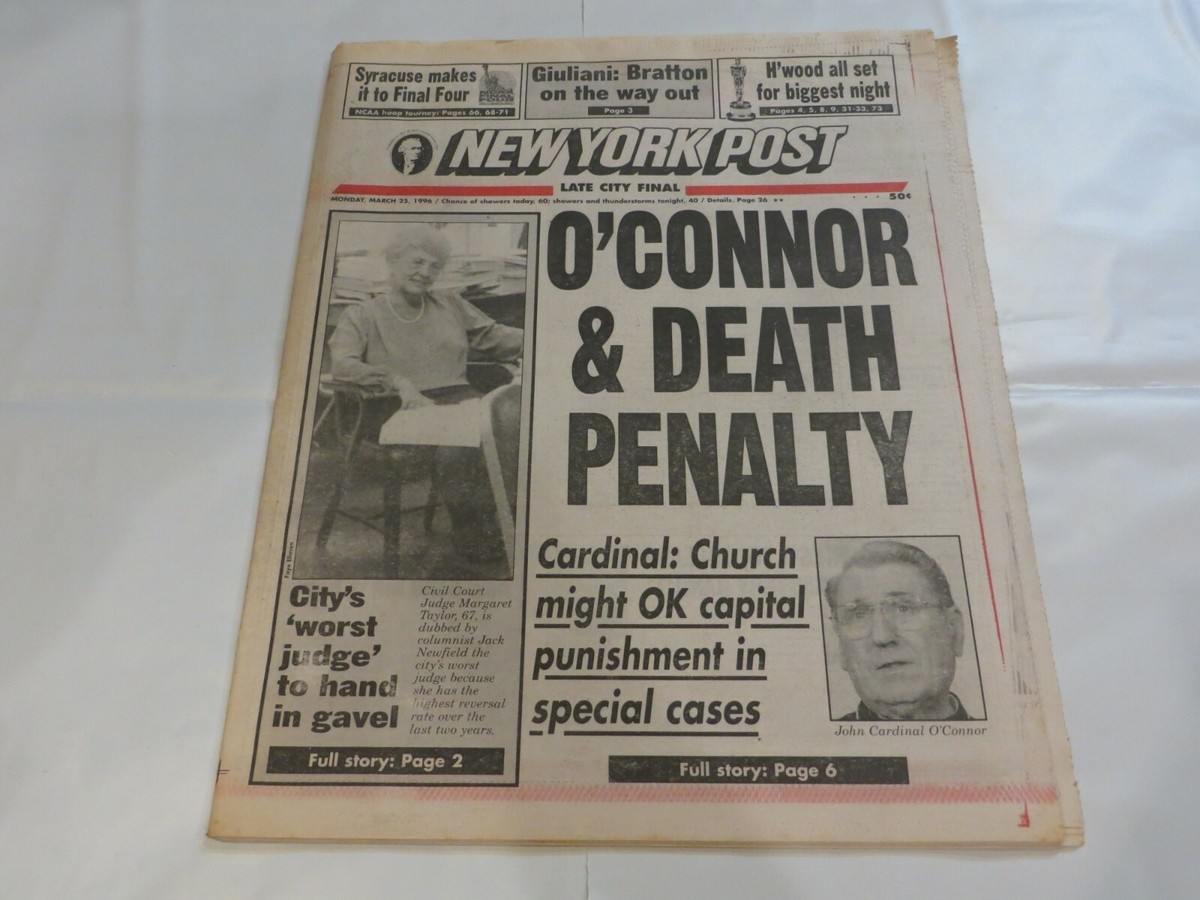 Syracuse makes
it to Final Four
NCAA hoop tourney: Pages 66, 68-71
Giuliani: Bratton
on the way out
Page 3
H'wood all set
for biggest night
Pages 4, 5, 8, 9, 31-33, 73
NEW YORK POST
LATE CITY FINAL
MONDAY, MARCH 25, 1996 / Chance of showers today, 60; showers and thunderstorms tonight, 40 / Details, Page 26 **
50¢
O'CONNOR
& DEATH
PENALTY
City's
'worst
judge'
to hand
in gavel
Civil Court
Judge Margaret
Taylor, 67, is
dubbed by
columnist Jack
Newfield the
city's worst
judge because
she has the
highest reversal
rate over the
last two years.
Full story: Page 2
Cardinal: Church
might OK capital
punishment in
special cases
John Cardinal O'Connor
Full story: Page 6